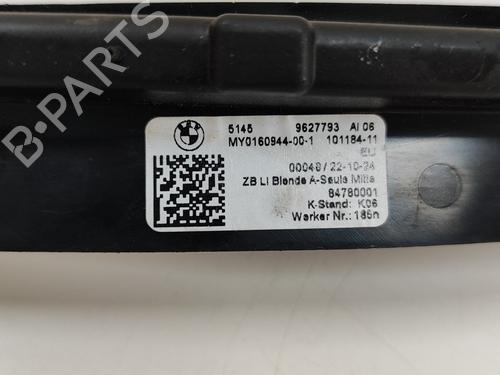 BMW
5145 9627793 AI 06
MY0160944-00-1 101184-11
EU
00048 / 22-10-24
ZB LI Blende A-Säule Mitte
84780001
K-Stand: K06
Werker Nr.: 185n
B-PARTS